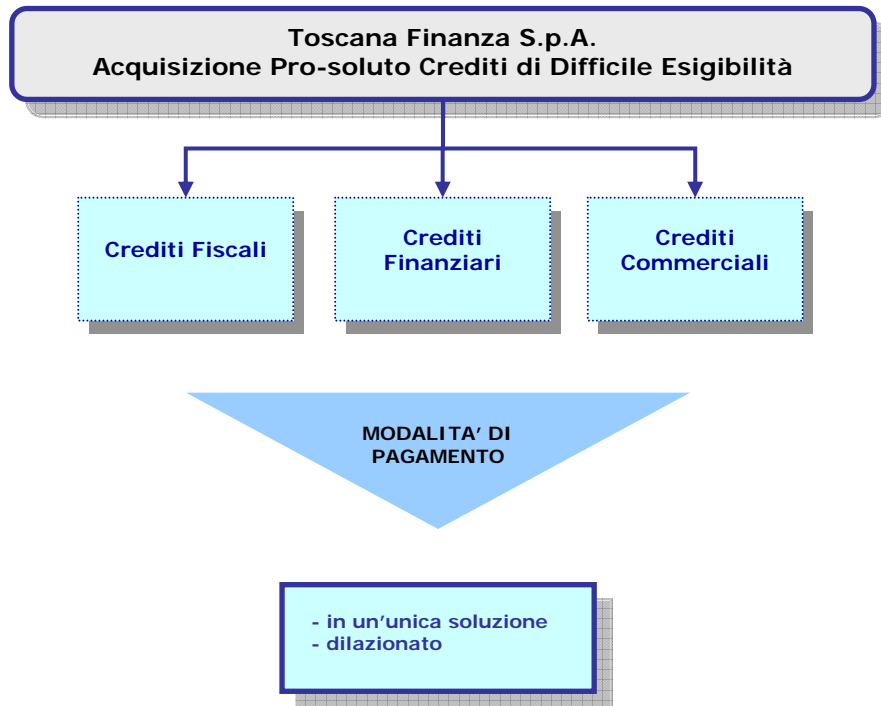 Toscana Finanza S.p.A.
Acquisizione Pro-soluto Crediti di Difficile Esigibilità
Crediti Fiscali
Crediti
Finanziari
Crediti
Commerciali
MODALITA' DI
PAGAMENTO
- in un'unica soluzione
- dilazionato